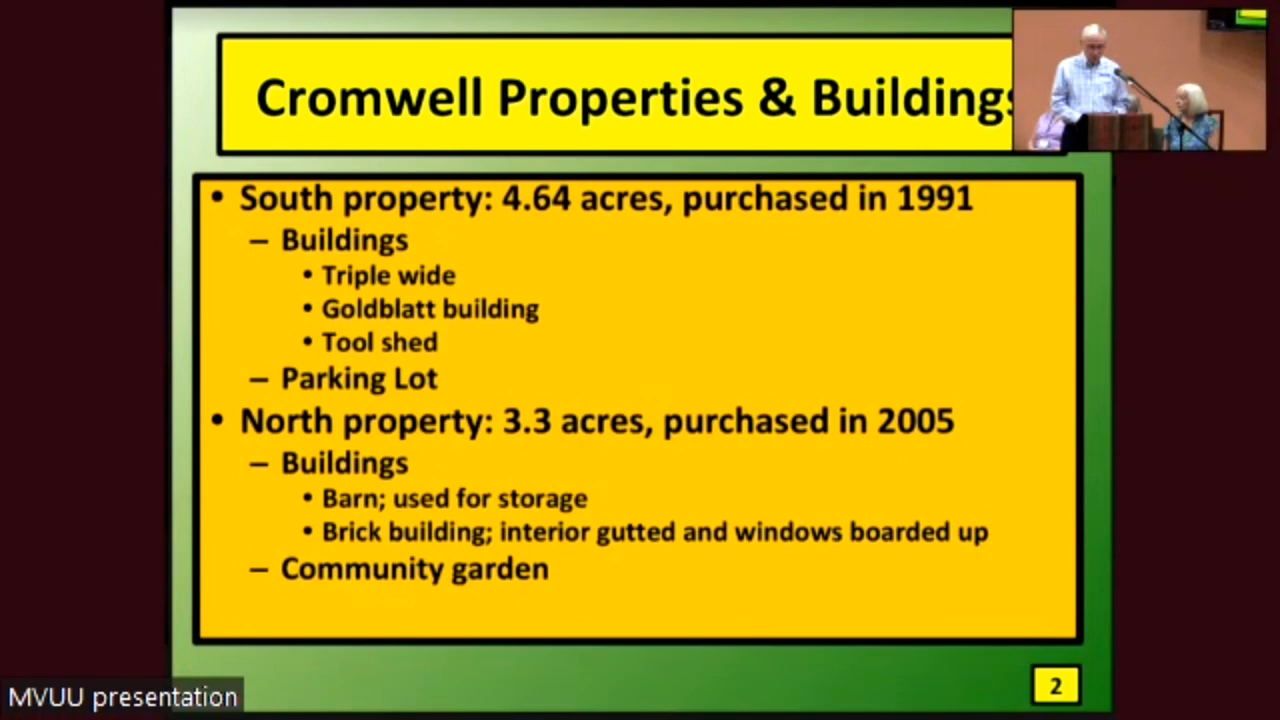 Cromwell Properties & Buildings
• South property: 4.64 acres, purchased in 1991
– Buildings
• Triple wide
• Goldblatt building
• Tool shed
– Parking Lot
• North property: 3.3 acres, purchased in 2005
– Buildings
• Barn; used for storage
• Brick building; interior gutted and windows boarded up
– Community garden
2
MVUU presentation